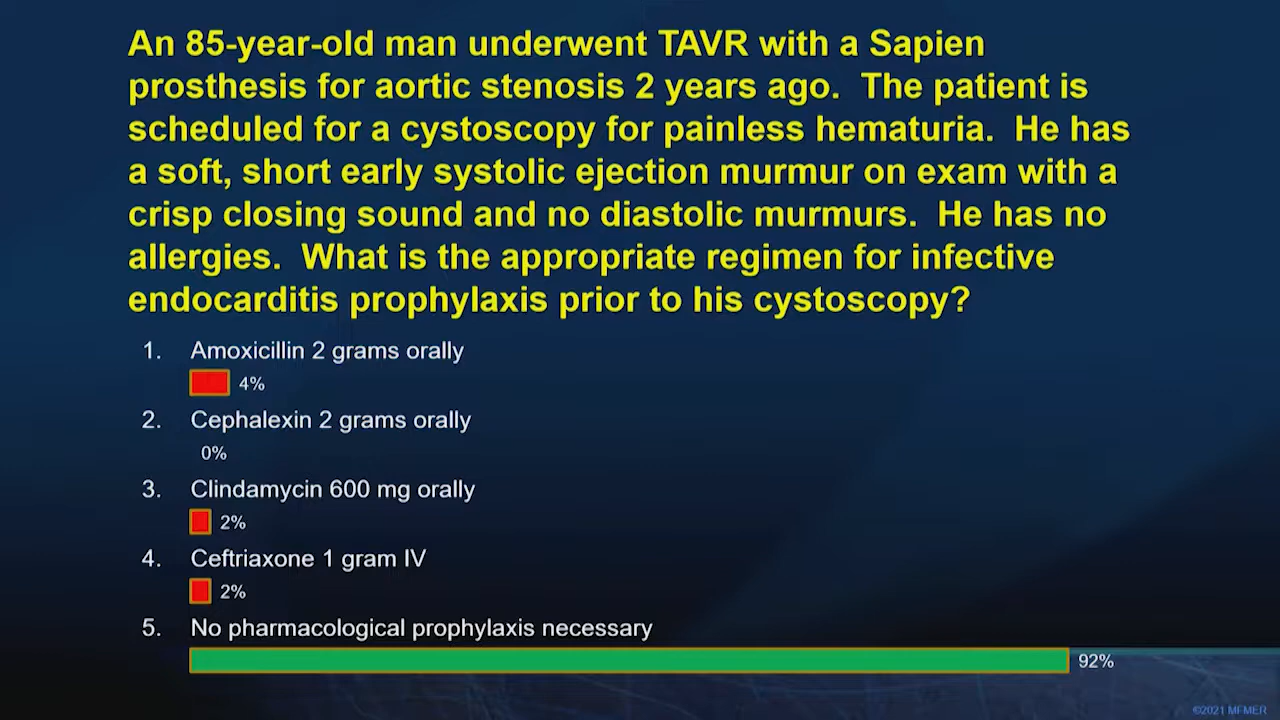 An 85-year-old man underwent TAVR with a Sapien
prosthesis for aortic stenosis 2 years ago. The patient is
scheduled for a cystoscopy for painless hematuria. He has
a soft, short early systolic ejection murmur on exam with a
crisp closing sound and no diastolic murmurs. He has no
allergies. What is the appropriate regimen for infective
endocarditis prophylaxis prior to his cystoscopy?
1. Amoxicillin 2 grams orally
4%
2. Cephalexin 2 grams orally
0%
3. Clindamycin 600 mg orally
2%
4. Ceftriaxone 1 gram IV
2%
5. No pharmacological prophylaxis necessary
92%
©2021 MFMER